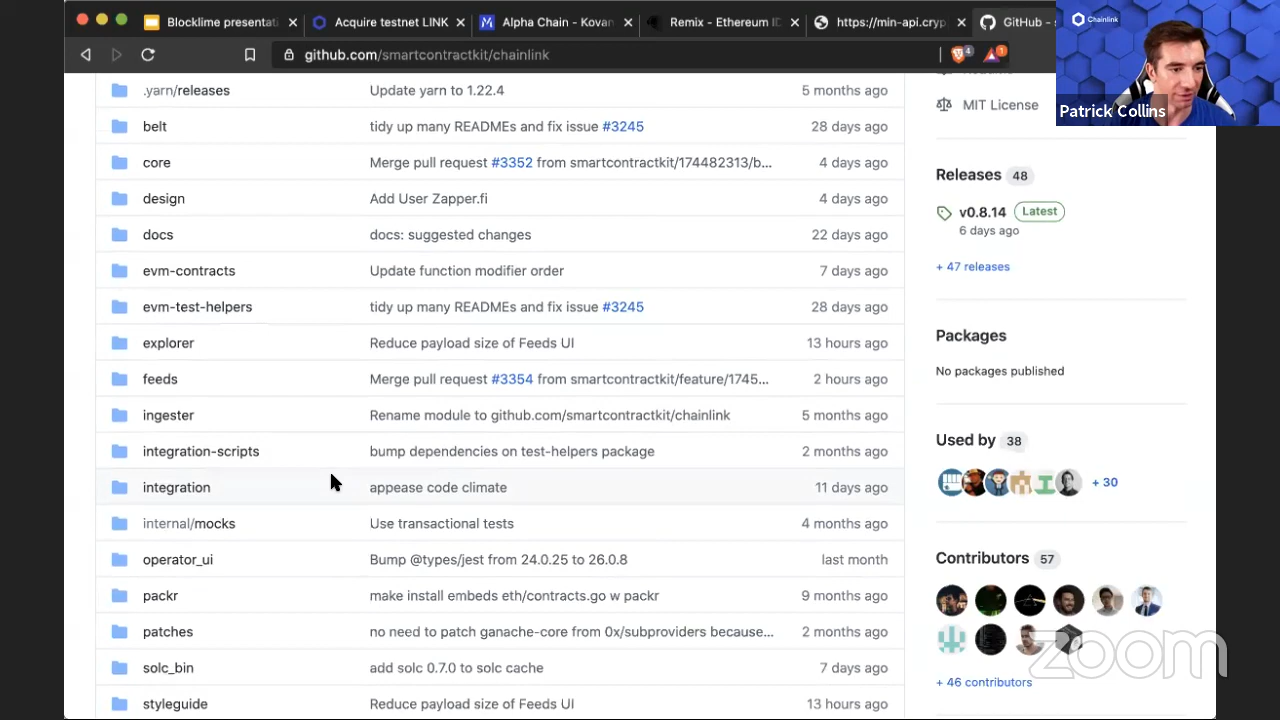 Blocklime presentati
Acquire testnet LINK
Alpha Chain - Kovan
Remix - Ethereum ID
https://min-api.cryp
GitHub - s
github.com/smartcontractkit/chainlink
4
1
Chainlink
Patrick Collins
.yarn/releases Update yarn to 1.22.4 5 months ago
belt tidy up many READMEs and fix issue #3245 28 days ago
core Merge pull request #3352 from smartcontractkit/174482313/b... 4 days ago
design Add User Zapper.fi 4 days ago
docs docs: suggested changes 22 days ago
evm-contracts Update function modifier order 7 days ago
evm-test-helpers tidy up many READMEs and fix issue #3245 28 days ago
explorer Reduce payload size of Feeds UI 13 hours ago
feeds Merge pull request #3354 from smartcontractkit/feature/1745... 2 hours ago
ingester Rename module to github.com/smartcontractkit/chainlink 5 months ago
integration-scripts bump dependencies on test-helpers package 2 months ago
integration appease code climate 11 days ago
internal/mocks Use transactional tests 4 months ago
operator_ui Bump @types/jest from 24.0.25 to 26.0.8 last month
packr make install embeds eth/contracts.go w packr 9 months ago
patches no need to patch ganache-core from 0x/subproviders because... 2 months ago
solc_bin add solc 0.7.0 to solc cache 7 days ago
styleguide Reduce payload size of Feeds UI 13 hours ago
MIT License
Releases 48
v0.8.14 Latest
6 days ago
+ 47 releases
Packages
No packages published
Used by 38
+ 30
Contributors 57
+ 46 contributors
zoom